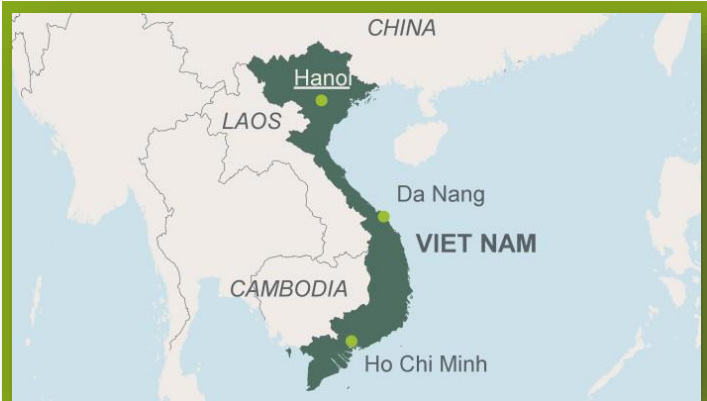 CHINA
Hanoi
LAOS
Da Nang
VIET NAM
CAMBODIA
Ho Chi Minh